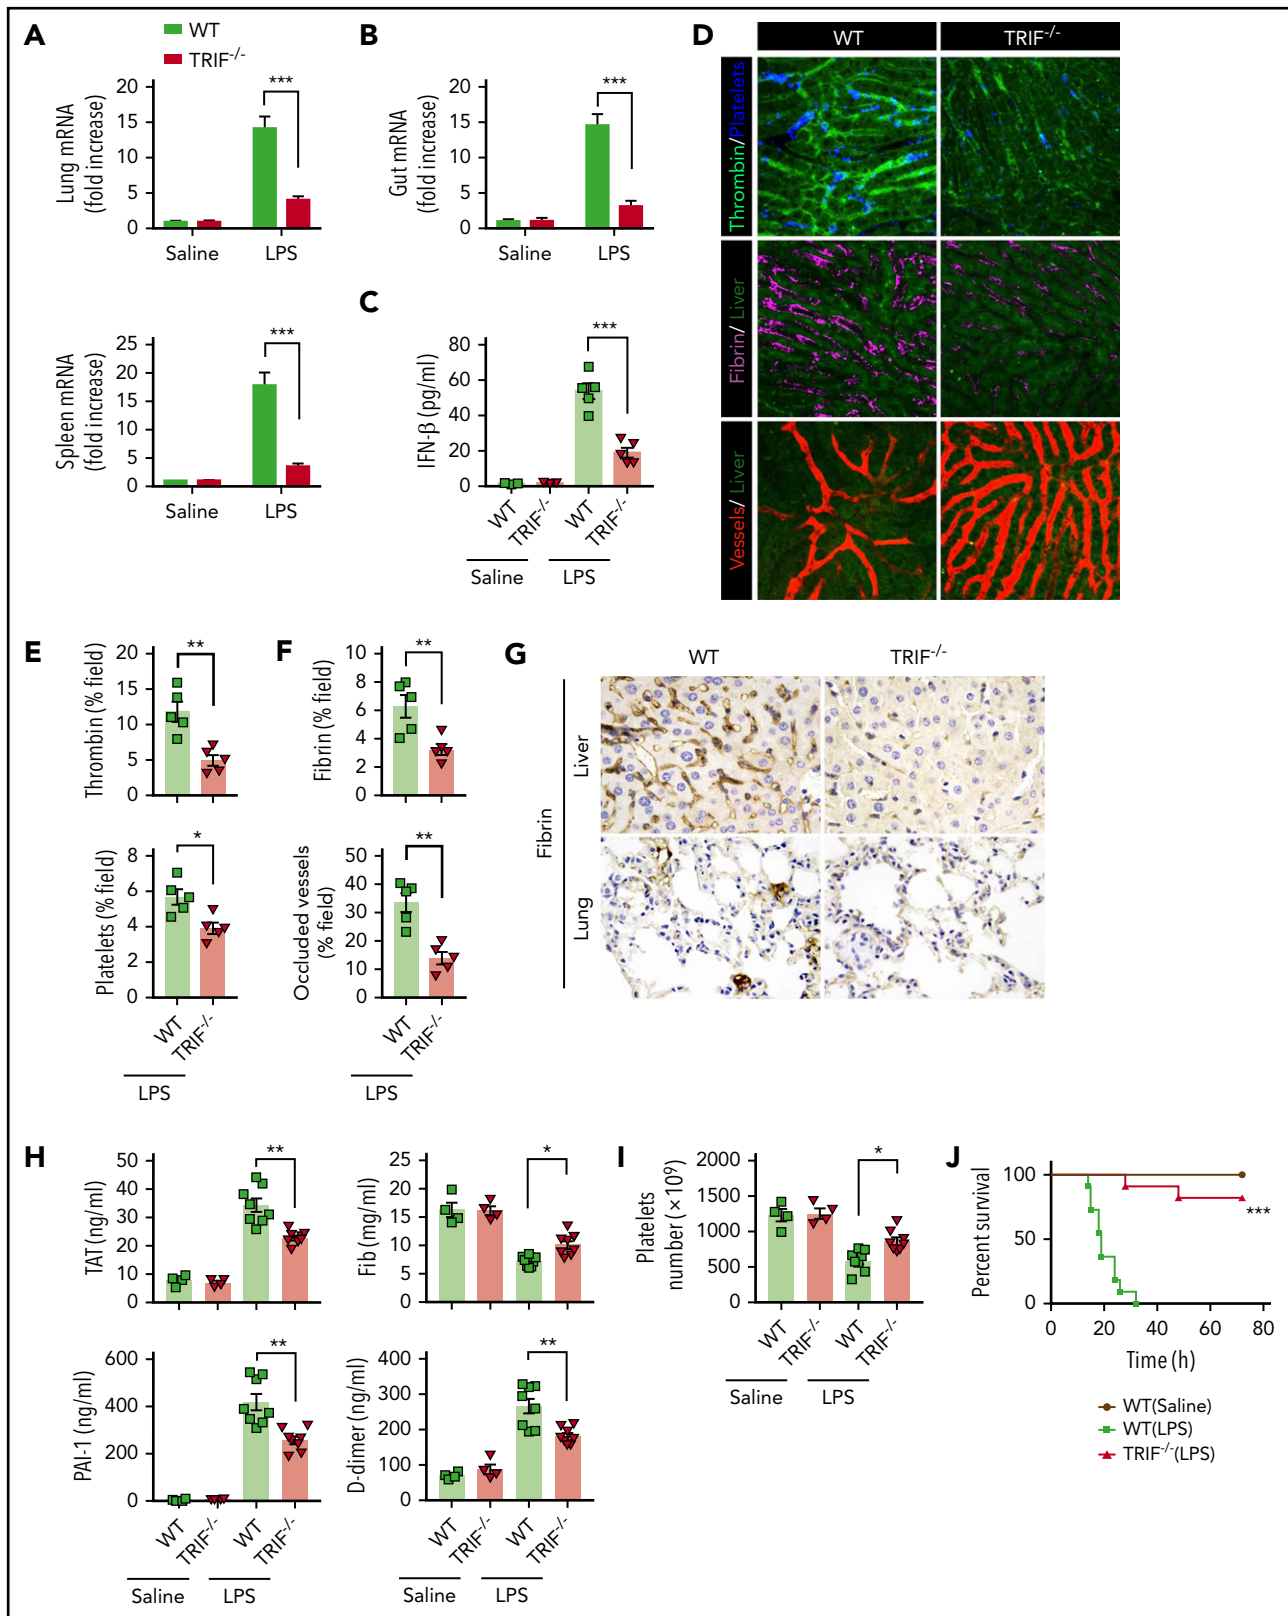 A
WT
TRIF-/-
Lung mRNA
(fold increase)
20
15
10
5
0
***
Saline
LPS
Spleen mRNA
(fold increase)
25
20
15
10
5
0
***
Saline
LPS
B
Gut mRNA
(fold increase)
20
15
10
5
0
***
Saline
LPS
C
IFN-β (pg/ml)
80
60
40
20
0
***
WT
TRIF-/-
WT
TRIF-/-
Saline
LPS
D
WT
TRIF-/-
Thrombin/Platelets
Fibrin/ Liver
Vessels/ Liver
E
Thrombin (% field)
20
15
10
5
0
**
Platelets (% field)
8
6
4
2
0
*
WT
TRIF-/-
LPS
F
Fibrin (% field)
10
8
6
4
2
0
**
Occluded vessels
(% field)
50
40
30
20
10
0
**
WT
TRIF-/-
LPS
G
WT
TRIF-/-
Fibrin
Liver
Lung
H
TAT (ng/ml)
50
40
30
20
10
0
**
Fib (mg/ml)
25
20
15
10
5
0
*
PAI-1 (ng/ml)
600
400
200
0
**
WT
TRIF-/-
WT
TRIF-/-
Saline
LPS
D-dimer (ng/ml)
400
300
200
100
0
**
WT
TRIF-/-
WT
TRIF-/-
Saline
LPS
I
Platelets
number (×10⁹)
2000
1500
1000
500
0
*
WT
TRIF-/-
WT
TRIF-/-
Saline
LPS
J
Percent survival
100
50
0
***
0
20
40
60
80
Time (h)
WT(Saline)
WT(LPS)
TRIF-/-(LPS)